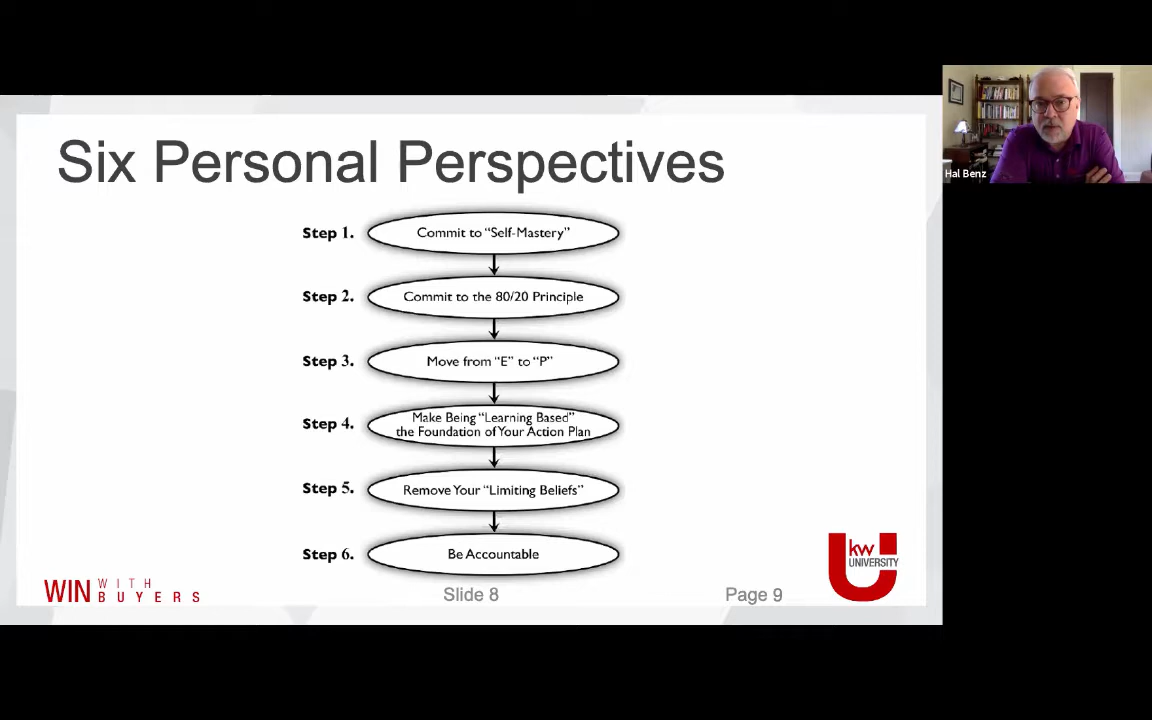 Six Personal Perspectives
Step 1. Commit to “Self-Mastery”
Step 2. Commit to the 80/20 Principle
Step 3. Move from “E” to “P”
Step 4. Make Being “Learning Based”
the Foundation of Your Action Plan
Step 5. Remove Your “Limiting Beliefs”
Step 6. Be Accountable
WIN WITH
BUYERS
Slide 8
Page 9
kw
UNIVERSITY
Hal Benz